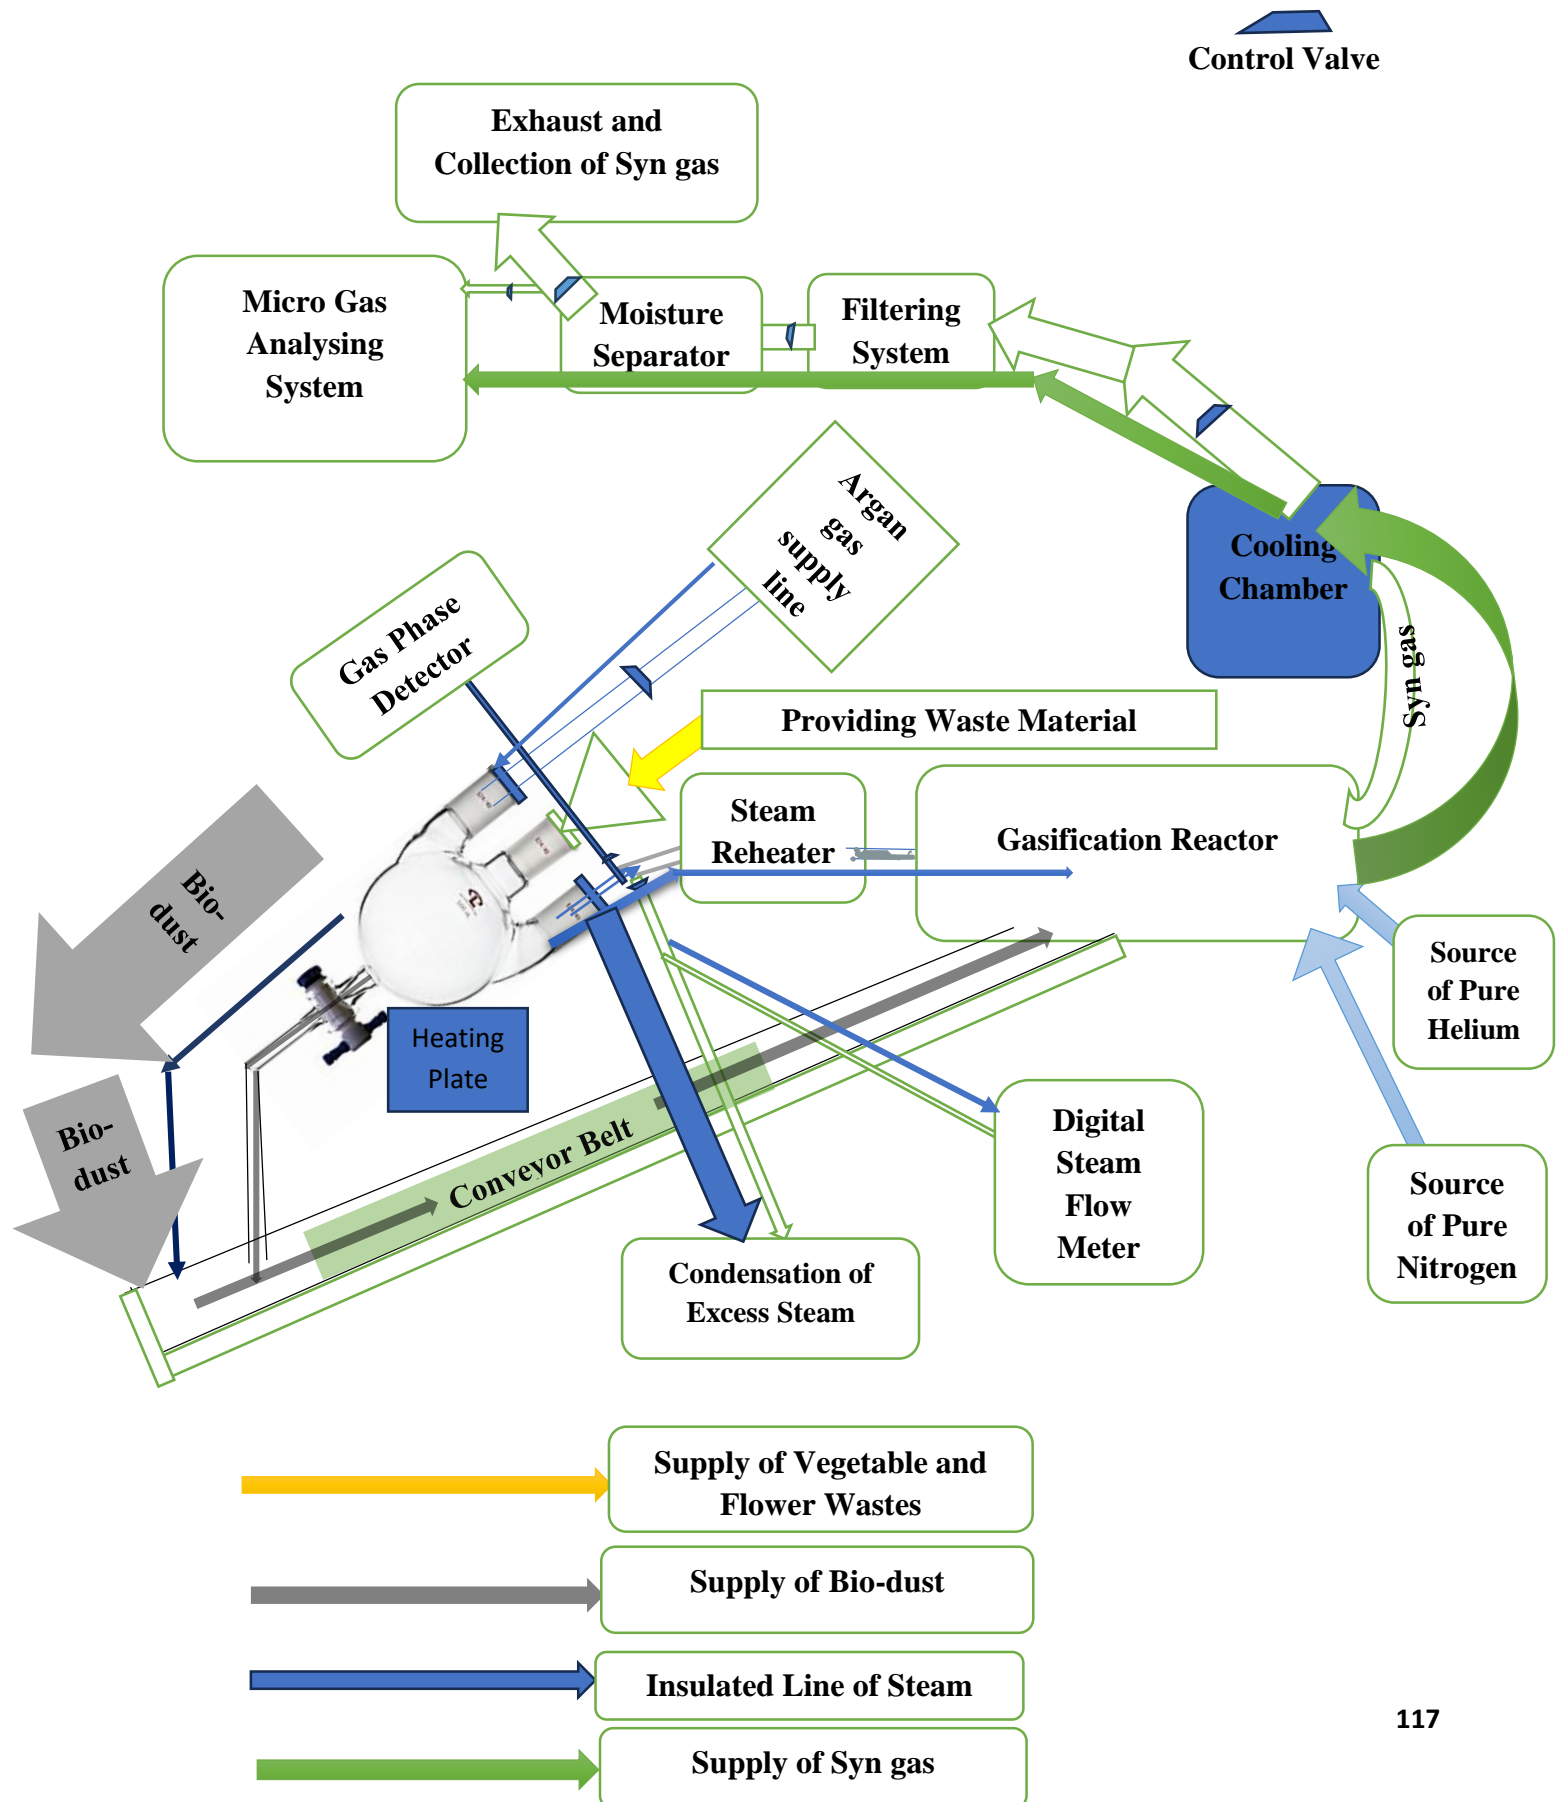 Control Valve
Exhaust and
Collection of Syn gas
Micro Gas
Analysing
System
Moisture
Separator
Filtering
System
Argan
gas
supply
line
Cooling
Chamber
Syn gas
Gas Phase
Detector
Providing Waste Material
Steam
Reheater
Gasification Reactor
Bio-
dust
Source
of Pure
Helium
Heating
Plate
Bio-
dust
Conveyor Belt
Digital
Steam
Flow
Meter
Source
of Pure
Nitrogen
Condensation of
Excess Steam
Supply of Vegetable and
Flower Wastes
Supply of Bio-dust
Insulated Line of Steam
117
Supply of Syn gas